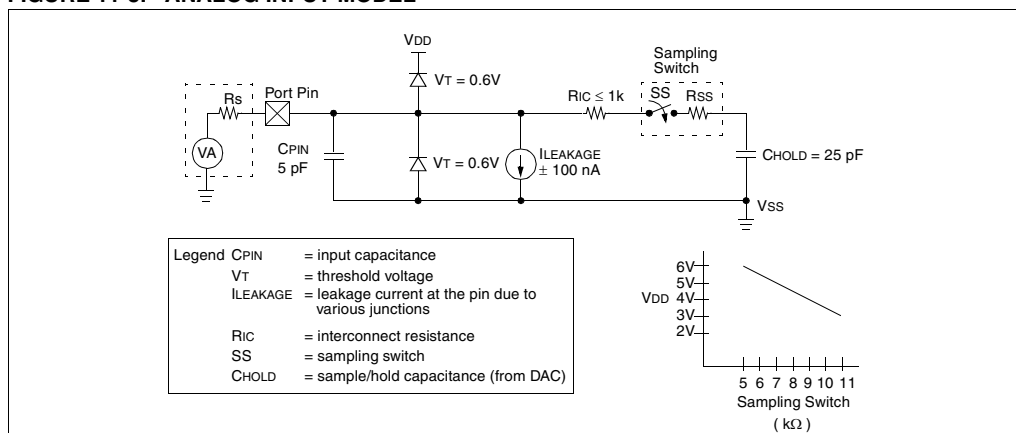 FIGURE 11-3: ANALOG INPUT MODEL
VDD
Sampling
Switch
VT = 0.6V
Rs
Port Pin
RIC ≤ 1k
SS
RSS
VA
CPIN
5 pF
VT = 0.6V
ILEAKAGE
± 100 nA
CHOLD = 25 pF
VSS
Legend CPIN = input capacitance
VT = threshold voltage
ILEAKAGE = leakage current at the pin due to
various junctions
RIC = interconnect resistance
SS = sampling switch
CHOLD = sample/hold capacitance (from DAC)
6V
5V
VDD 4V
3V
2V
5 6 7 8 9 10 11
Sampling Switch
( kΩ )